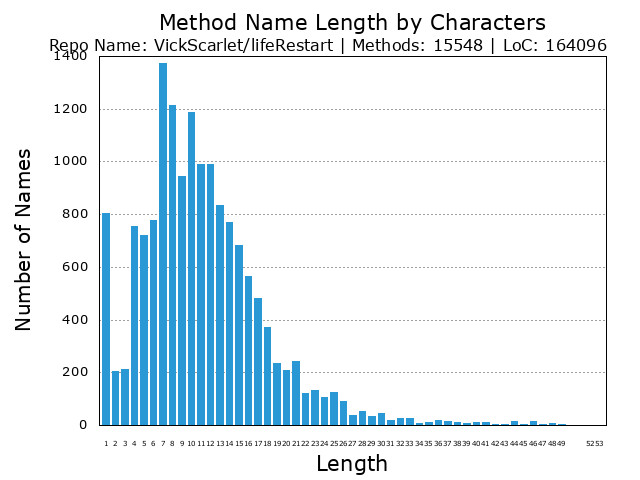 Method Name Length by Characters
Repo Name: VickScarlet/lifeRestart | Methods: 15548 | LoC: 164096
1400
1200
1000
800
600
400
200
0
Number of Names
1 2 3 4 5 6 7 8 9 10 11 12 13 14 15 16 17 18 19 20 21 22 23 24 25 26 27 28 29 30 31 32 33 34 35 36 37 38 39 40 41 42 43 44 45 46 47 48 49 52 53
Length